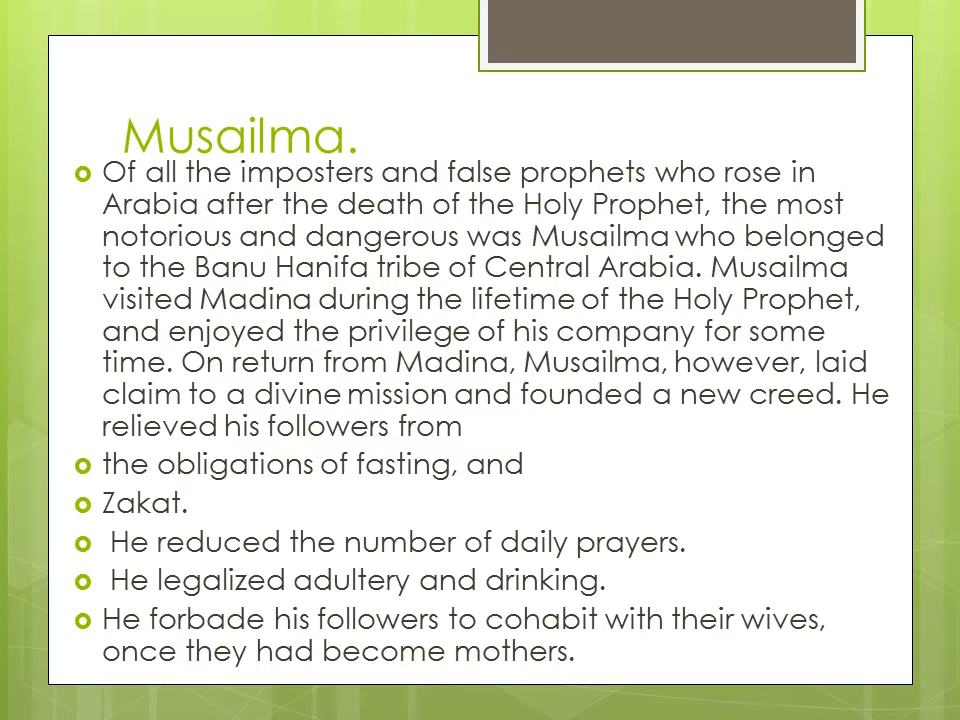 Musailma.
Of all the imposters and false prophets who rose in
Arabia after the death of the Holy Prophet, the most
notorious and dangerous was Musailma who belonged
to the Banu Hanifa tribe of Central Arabia. Musailma
visited Madina during the lifetime of the Holy Prophet,
and enjoyed the privilege of his company for some
time. On return from Madina, Musailma, however, laid
claim to a divine mission and founded a new creed. He
relieved his followers from
the obligations of fasting, and
Zakat.
He reduced the number of daily prayers.
He legalized adultery and drinking.
He forbade his followers to cohabit with their wives,
once they had become mothers.